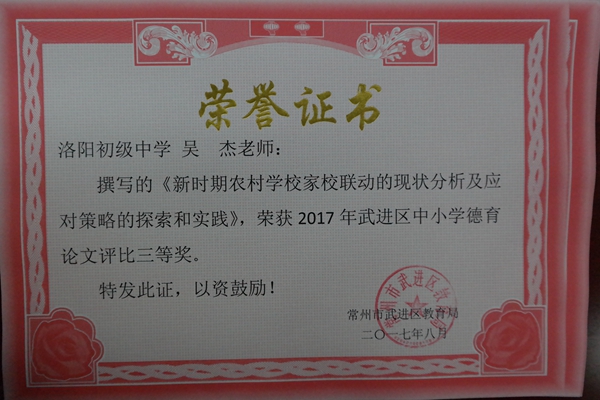 荣誉证书
洛阳初级中学 吴　杰老师：
撰写的《新时期农村学校家校联动的现状分析及应
对策略的探索和实践》，荣获 2017 年武进区中小学德育
论文评比三等奖。
特发此证，以资鼓励！
常州市武进区教育局
二〇一七年八月